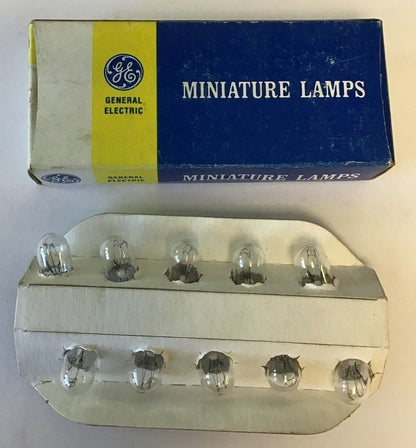 GE
GENERAL
ELECTRIC
MINIATURE LAMPS
GE
GENERAL
ELECTRIC
MINIATURE LAMPS